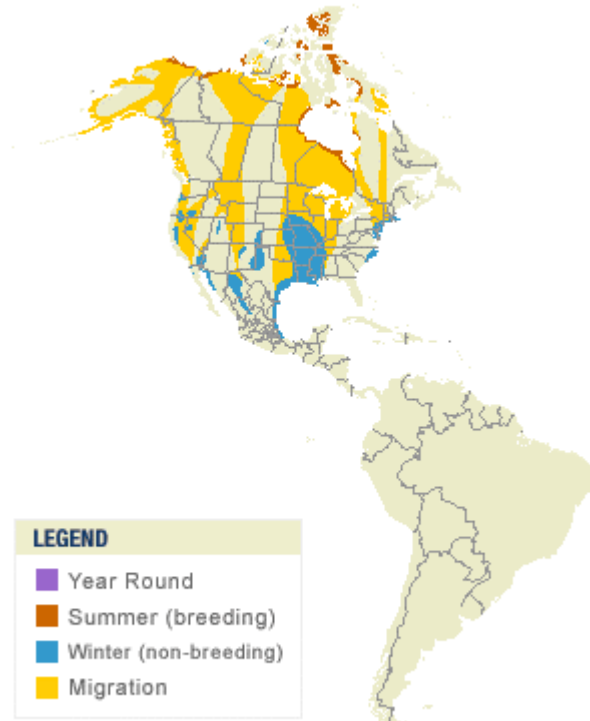 LEGEND
Year Round
Summer (breeding)
Winter (non-breeding)
Migration